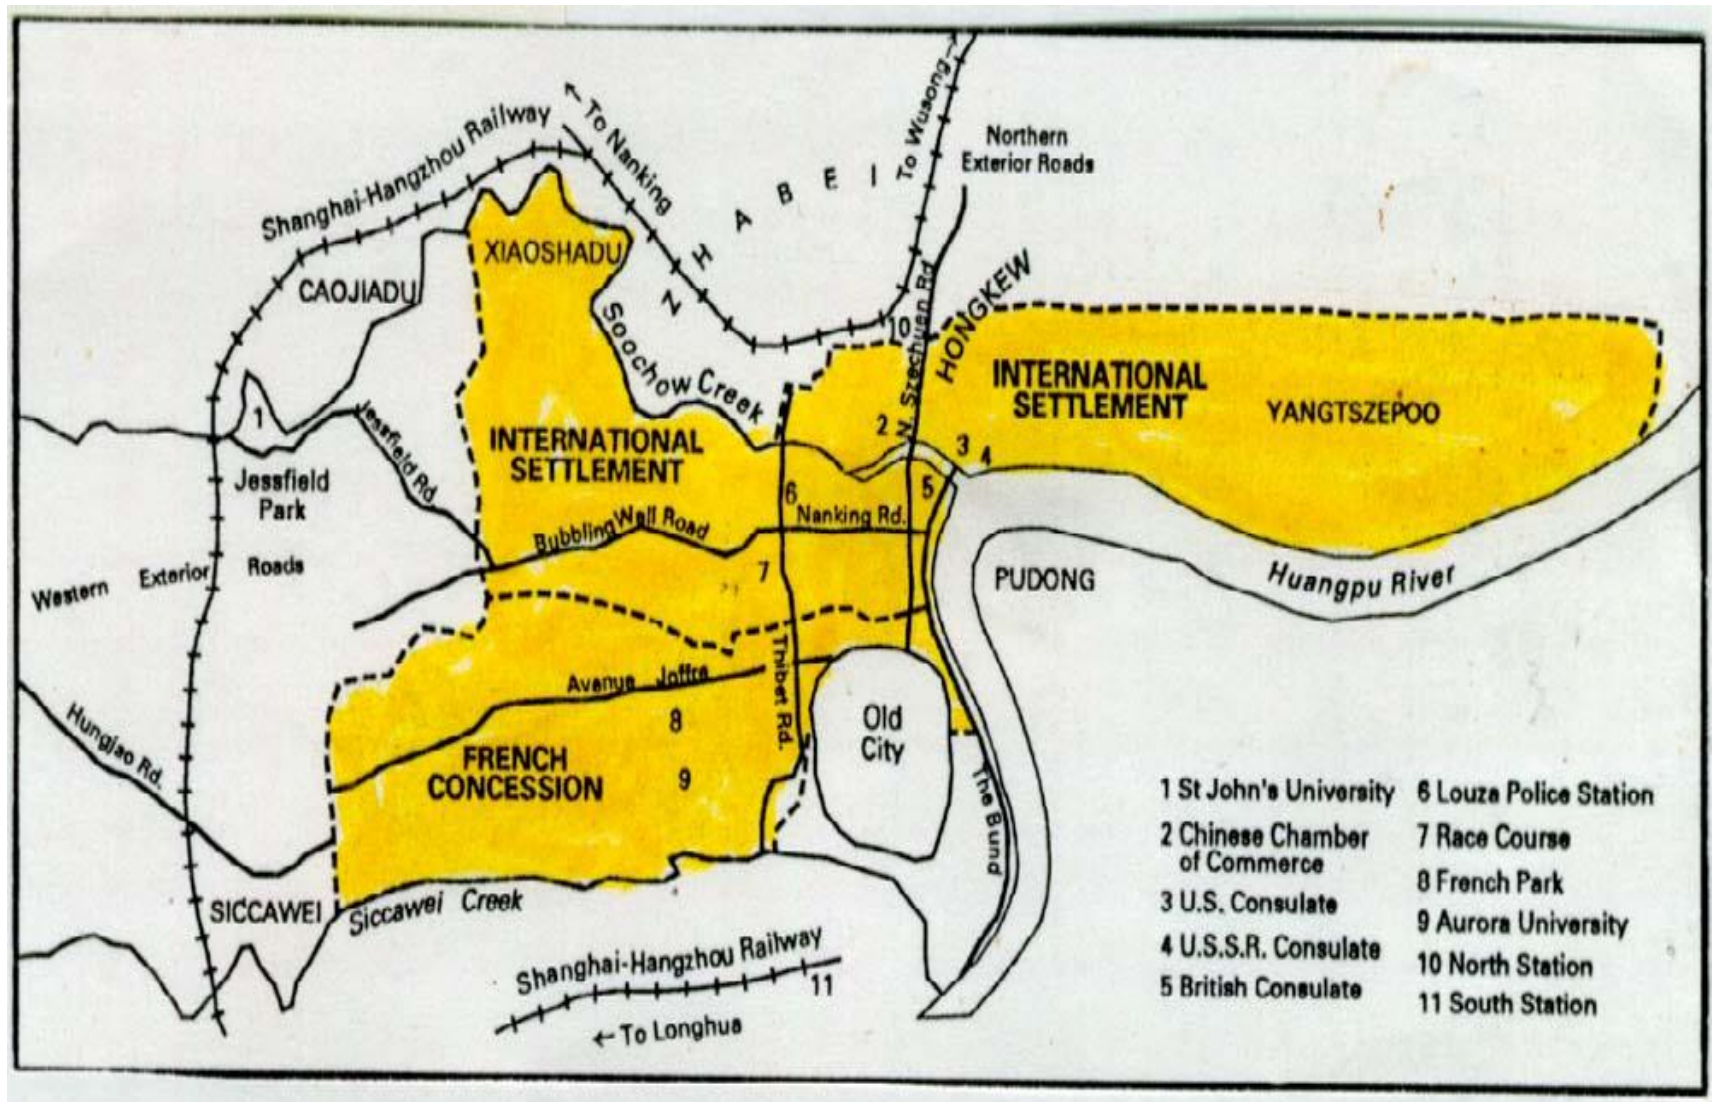 To Wusong→
Shanghai-Hangzhou Railway
← To Nanking
Northern
Exterior Roads
ZHABEI
XIAOSHADU
CAOJIADU
HONGKEW
10
N. Szechuen Rd.
Soochow Creek
INTERNATIONAL
SETTLEMENT
YANGTSZEPOO
1
Jessfield Rd.
2
3
4
INTERNATIONAL
SETTLEMENT
Jessfield
Park
6
5
Bubbling Wall Road
Nanking Rd.
Western Exterior Roads
7
PUDONG
Huangpu River
Avenue Joffre
Thibet Rd.
8
Old
City
Hungjao Rd.
FRENCH
CONCESSION
9
The Bund
SICCAWEI
Siccawei Creek
Shanghai-Hangzhou Railway
11
← To Longhua
1 St John's University
2 Chinese Chamber
of Commerce
3 U.S. Consulate
4 U.S.S.R. Consulate
5 British Consulate
6 Louza Police Station
7 Race Course
8 French Park
9 Aurora University
10 North Station
11 South Station